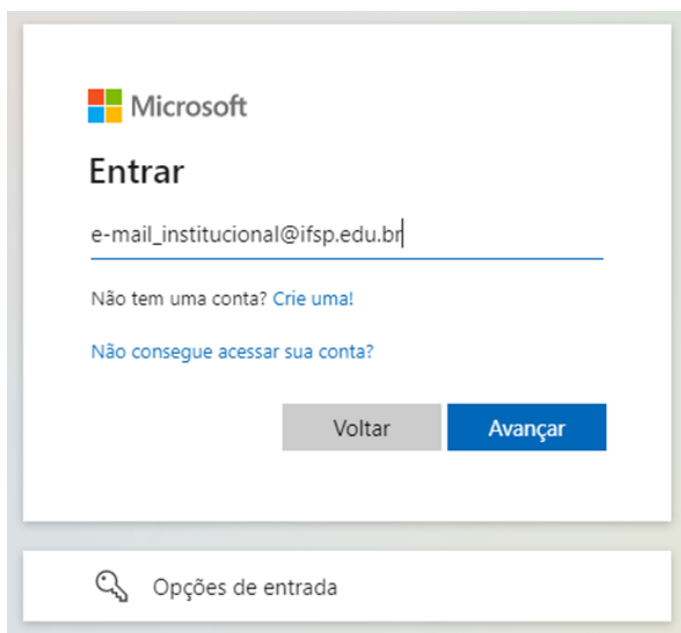 Microsoft
Entrar
e-mail_institucional@ifsp.edu.br
Não tem uma conta? Crie uma!
Não consegue acessar sua conta?
Voltar Avançar
Opções de entrada